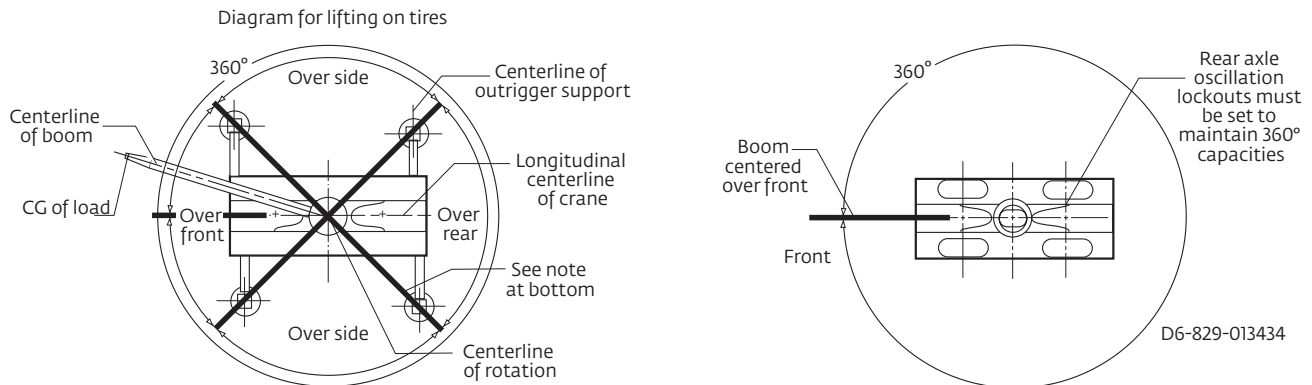 Diagram for lifting on tires
360°
Over side
Centerline of
outrigger support
Centerline
of boom
Longitudinal
centerline
of crane
CG of load
Over
front
Over
rear
See note
at bottom
Over side
Centerline
of rotation
360°
Rear axle
oscillation
lockouts must
be set to
maintain 360°
capacities
Boom
centered
over front
Front
D6-829-013434